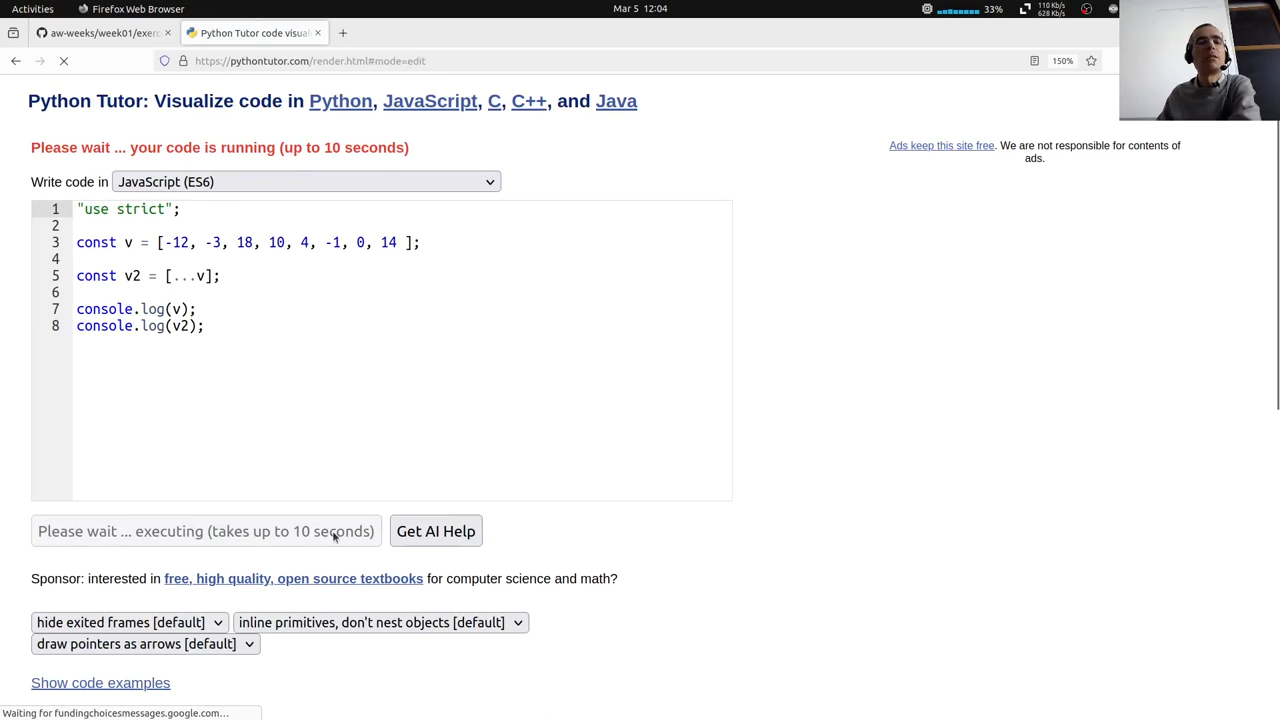 Activities
Firefox Web Browser
Mar 5 12:04
33%
110 Kb/s
628 Kb/s
aw-weeks/week01/exerc
Python Tutor code visual
https://pythontutor.com/render.html#mode=edit
150%
Python Tutor: Visualize code in Python, JavaScript, C, C++, and Java
Please wait ... your code is running (up to 10 seconds)
Ads keep this site free. We are not responsible for contents of
ads.
Write code in JavaScript (ES6)
1 "use strict";
2
3 const v = [-12, -3, 18, 10, 4, -1, 0, 14 ];
4
5 const v2 = [...v];
6
7 console.log(v);
8 console.log(v2);
Please wait ... executing (takes up to 10 seconds)
Get AI Help
Sponsor: interested in free, high quality, open source textbooks for computer science and math?
hide exited frames [default]
inline primitives, don't nest objects [default]
draw pointers as arrows [default]
Show code examples
Waiting for fundingchoicesmessages.google.com…